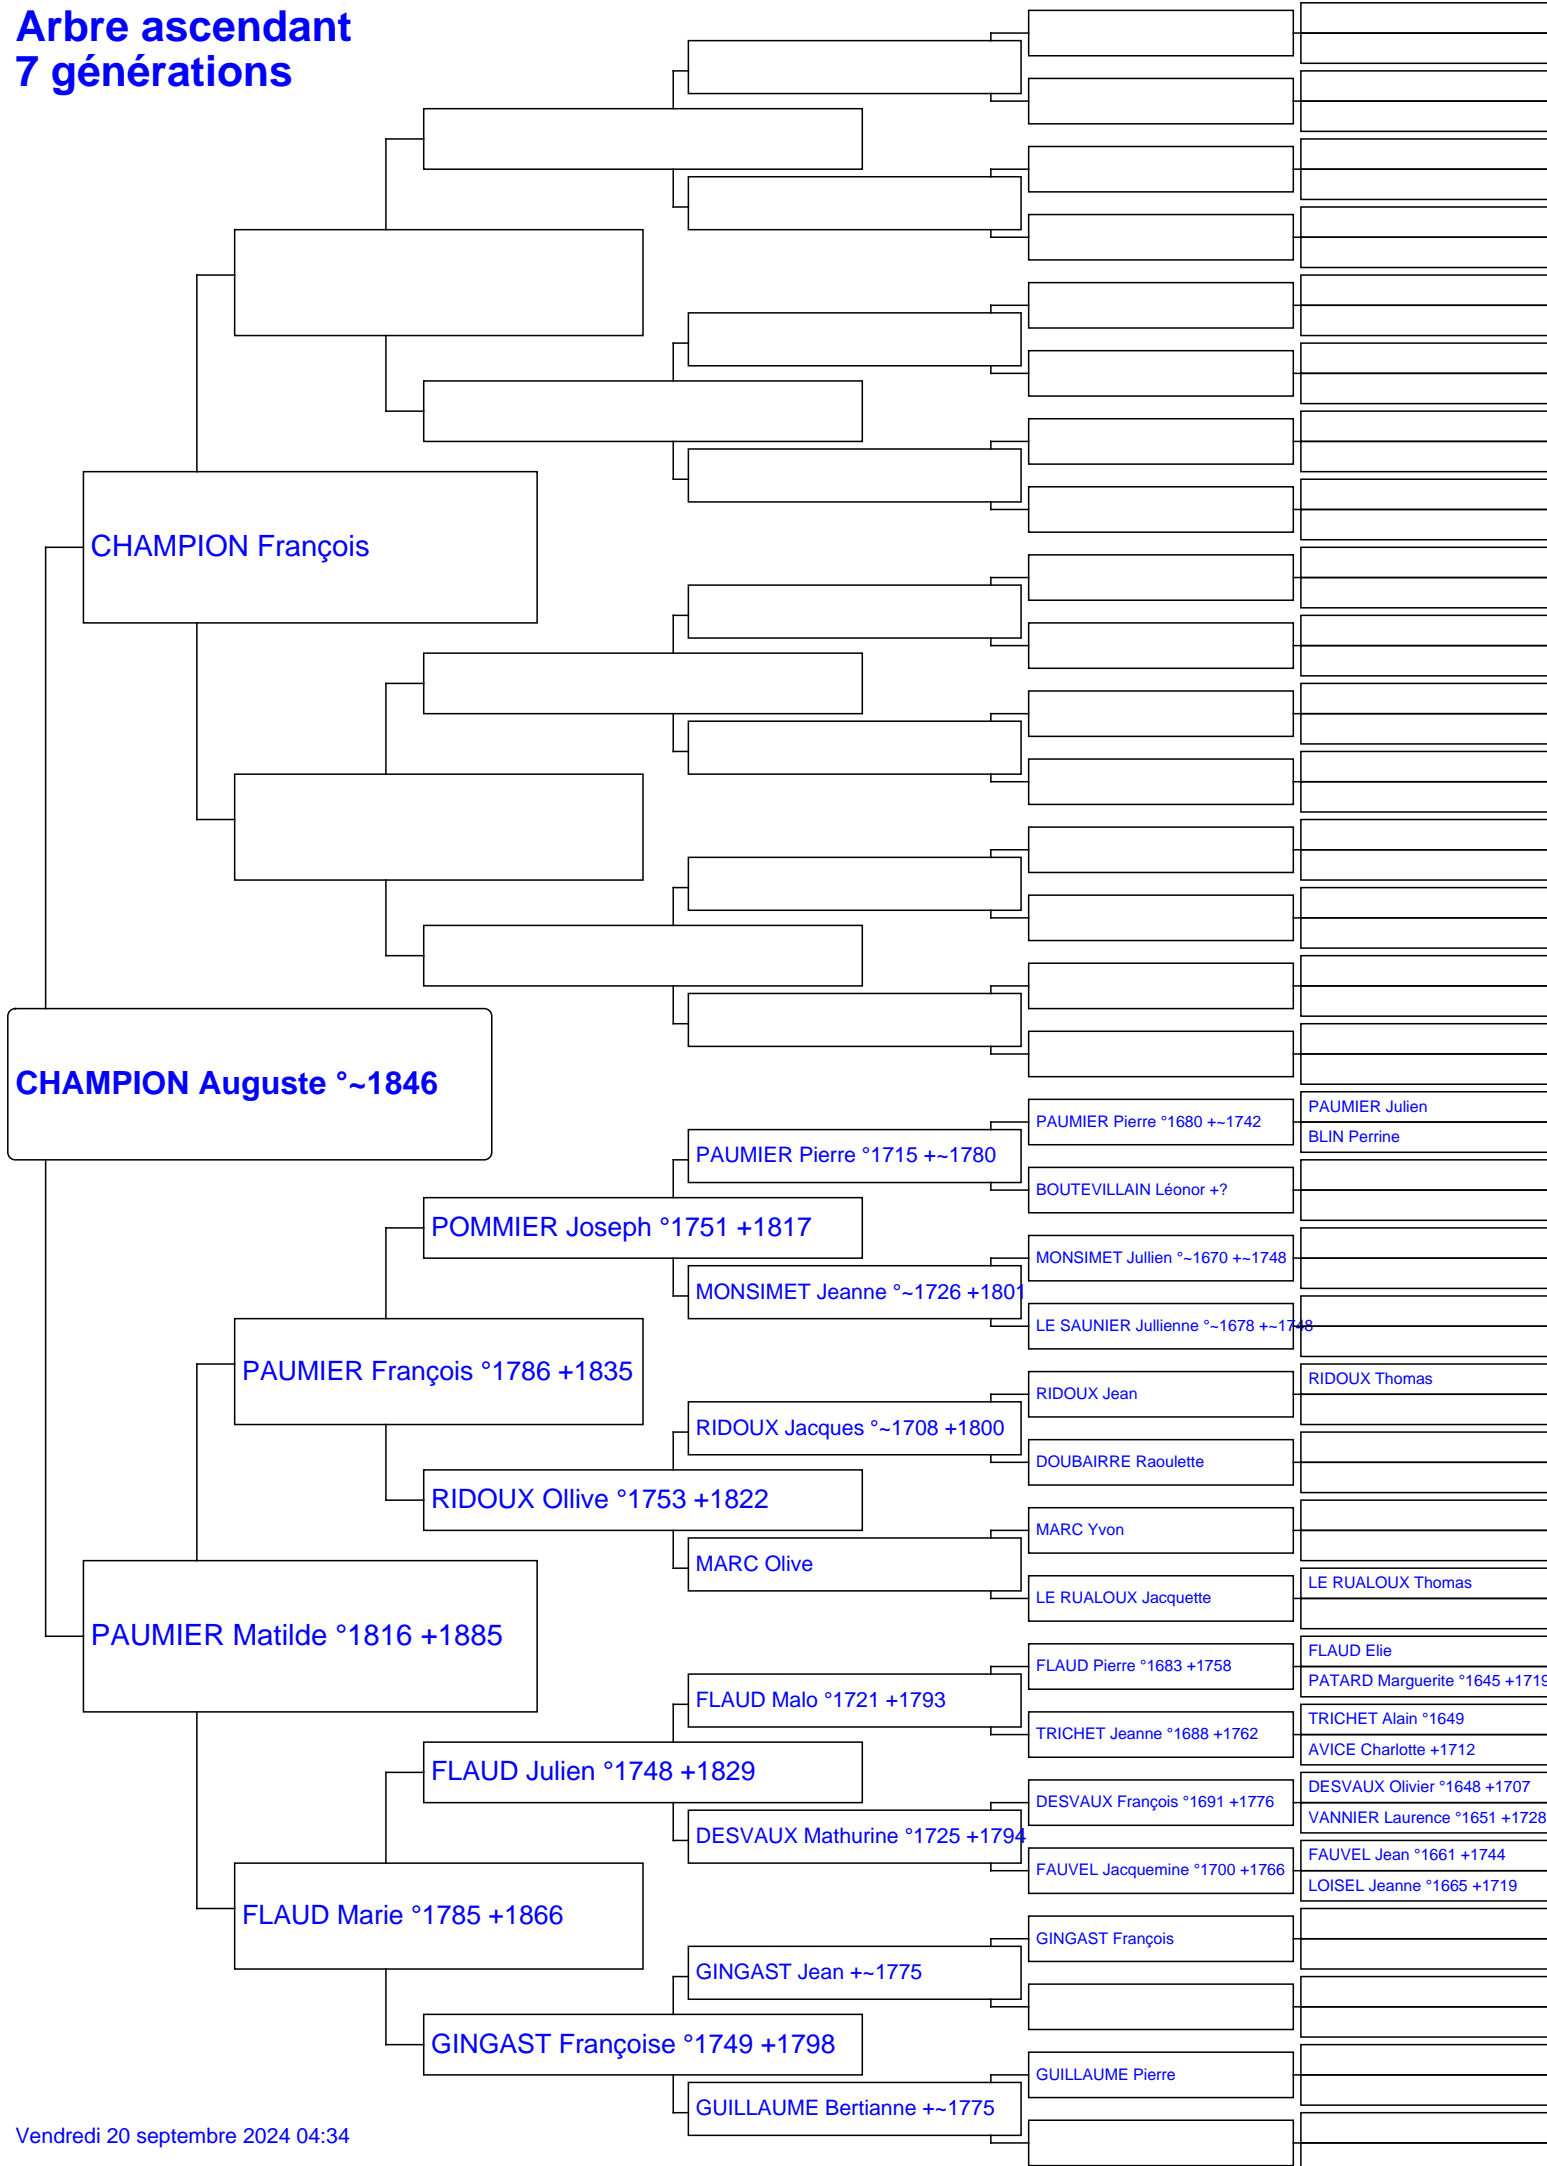 Arbre ascendant
7 générations
CHAMPION François
CHAMPION Auguste °~1846
PAUMIER Julien
PAUMIER Pierre °1680 +~1742
BLIN Perrine
PAUMIER Pierre °1715 +~1780
BOUTEVILLAIN Léonor +?
POMMIER Joseph °1751 +1817
MONSIMET Jullien °~1670 +~1748
MONSIMET Jeanne °~1726 +1801
LE SAUNIER Jullienne °~1678 +~1748
PAUMIER François °1786 +1835
RIDOUX Thomas
RIDOUX Jean
RIDOUX Jacques °~1708 +1800
DOUBAIRRE Raoulette
RIDOUX Ollive °1753 +1822
MARC Yvon
MARC Olive
LE RUALOUX Thomas
LE RUALOUX Jacquette
PAUMIER Matilde °1816 +1885
FLAUD Elie
FLAUD Pierre °1683 +1758
PATARD Marguerite °1645 +1719
FLAUD Malo °1721 +1793
TRICHET Alain °1649
TRICHET Jeanne °1688 +1762
AVICE Charlotte +1712
FLAUD Julien °1748 +1829
DESVAUX Olivier °1648 +1707
DESVAUX François °1691 +1776
VANNIER Laurence °1651 +1728
DESVAUX Mathurine °1725 +1794
FAUVEL Jean °1661 +1744
FAUVEL Jacquemine °1700 +1766
LOISEL Jeanne °1665 +1719
FLAUD Marie °1785 +1866
GINGAST François
GINGAST Jean +~1775
GINGAST Françoise °1749 +1798
GUILLAUME Pierre
GUILLAUME Bertianne +~1775
Vendredi 20 septembre 2024 04:34